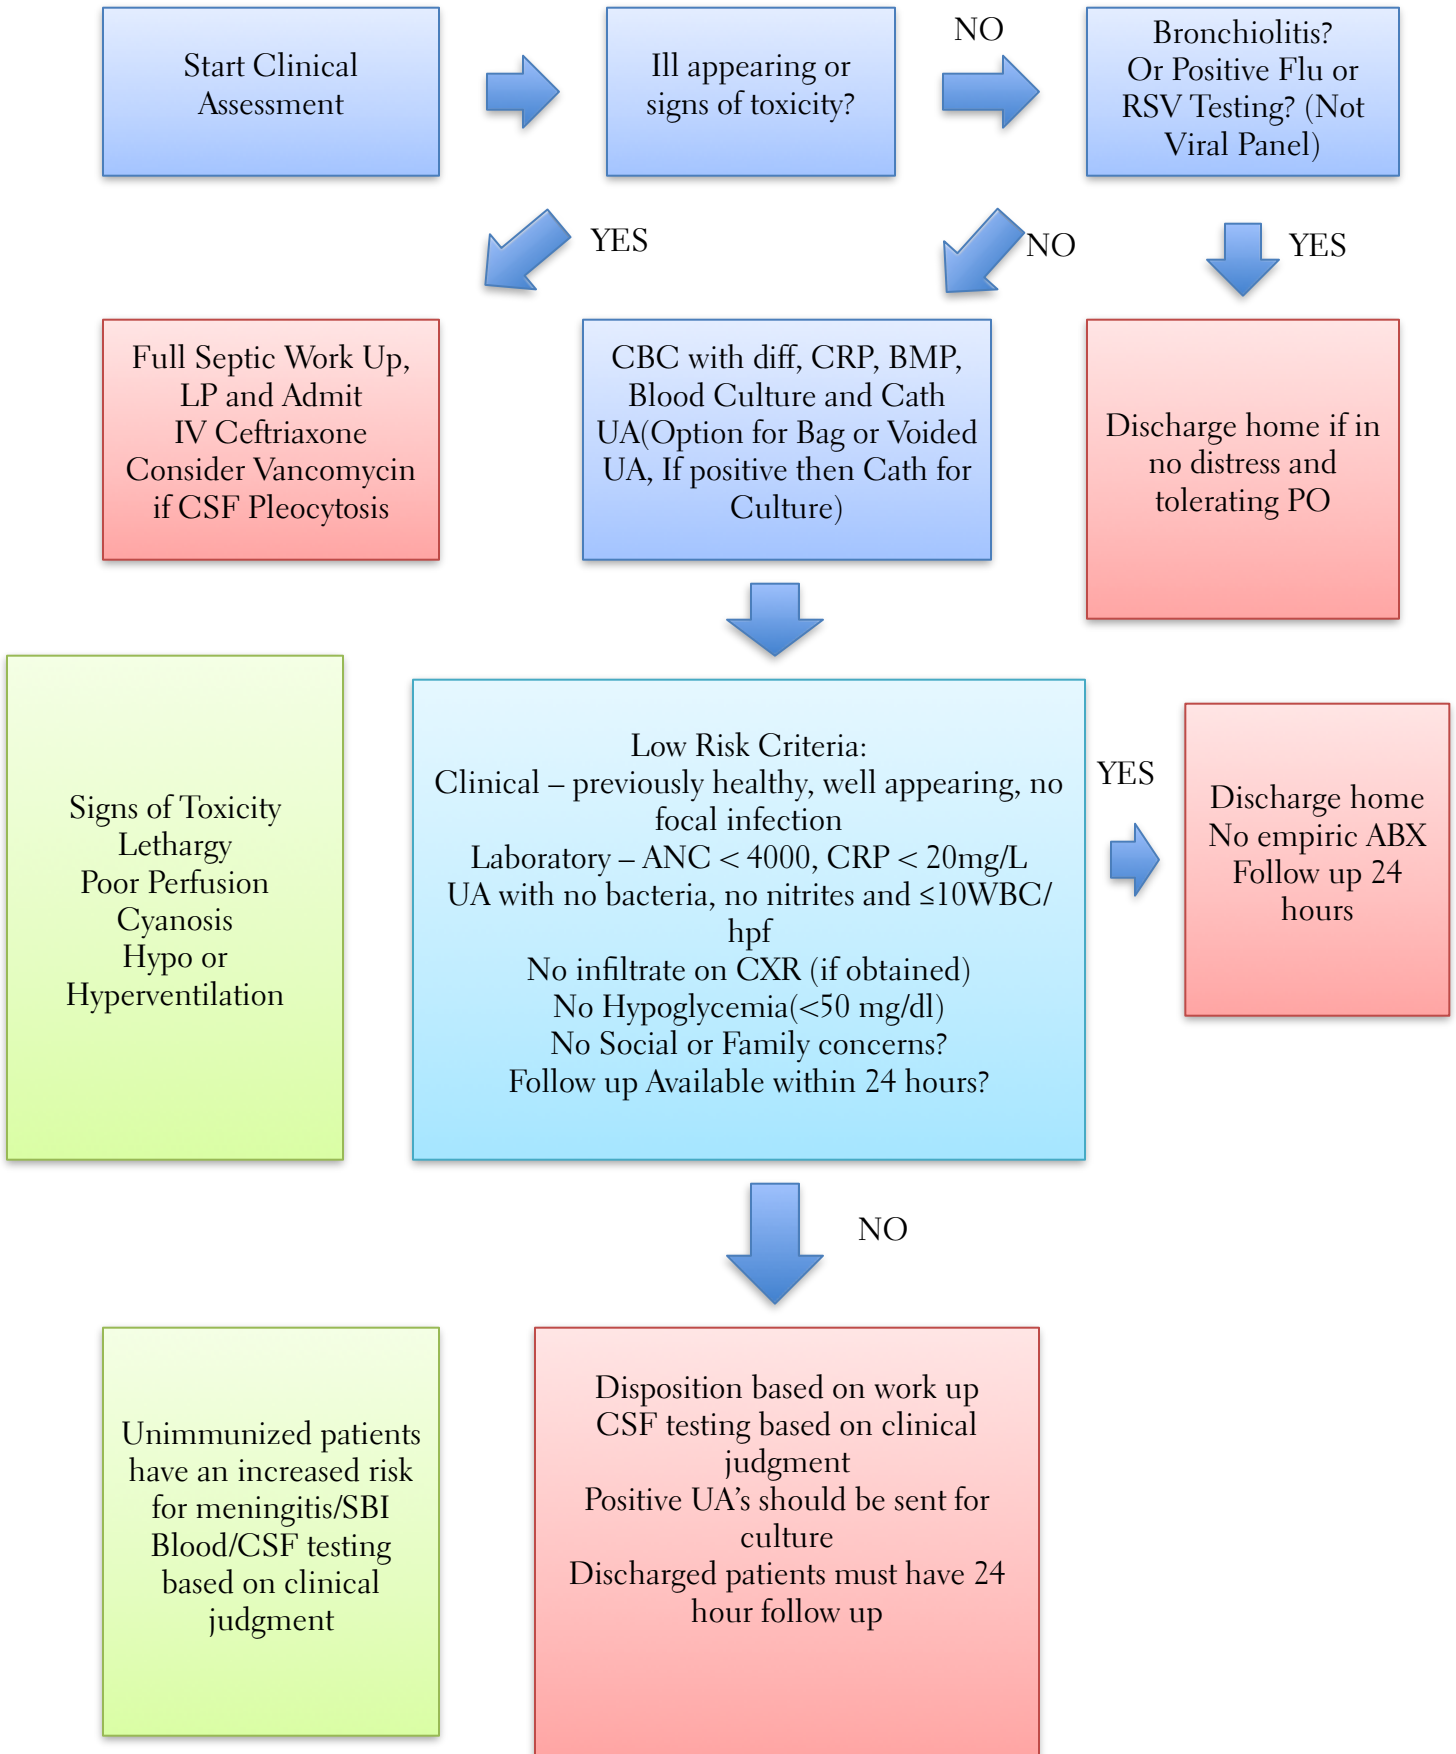 Start Clinical
Assessment
Ill appearing or
signs of toxicity?
NO
Bronchiolitis?
Or Positive Flu or
RSV Testing? (Not
Viral Panel)
YES
NO
YES
Full Septic Work Up,
LP and Admit
IV Ceftriaxone
Consider Vancomycin
if CSF Pleocytosis
CBC with diff, CRP, BMP,
Blood Culture and Cath
UA(Option for Bag or Voided
UA, If positive then Cath for
Culture)
Discharge home if in
no distress and
tolerating PO
Signs of Toxicity
Lethargy
Poor Perfusion
Cyanosis
Hypo or
Hyperventilation
Low Risk Criteria:
Clinical – previously healthy, well appearing, no
focal infection
Laboratory – ANC < 4000, CRP < 20mg/L
UA with no bacteria, no nitrites and ≤10WBC/
hpf
No infiltrate on CXR (if obtained)
No Hypoglycemia(<50 mg/dl)
No Social or Family concerns?
Follow up Available within 24 hours?
YES
Discharge home
No empiric ABX
Follow up 24
hours
NO
Unimmunized patients
have an increased risk
for meningitis/SBI
Blood/CSF testing
based on clinical
judgment
Disposition based on work up
CSF testing based on clinical
judgment
Positive UA’s should be sent for
culture
Discharged patients must have 24
hour follow up